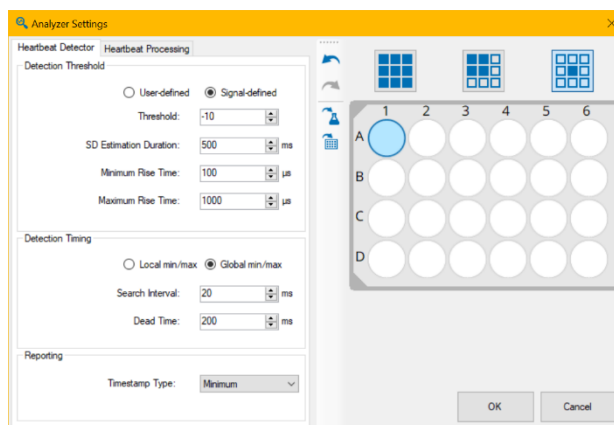 Analyzer Settings
Heartbeat Detector Heartbeat Processing
Detection Threshold
User-defined Signal-defined
Threshold: -10
SD Estimation Duration: 500 ms
Minimum Rise Time: 100 µs
Maximum Rise Time: 1000 µs
Detection Timing
Local min/max Global min/max
Search Interval: 20 ms
Dead Time: 200 ms
Reporting
Timestamp Type: Minimum
1 2 3 4 5 6
A
B
C
D
OK Cancel